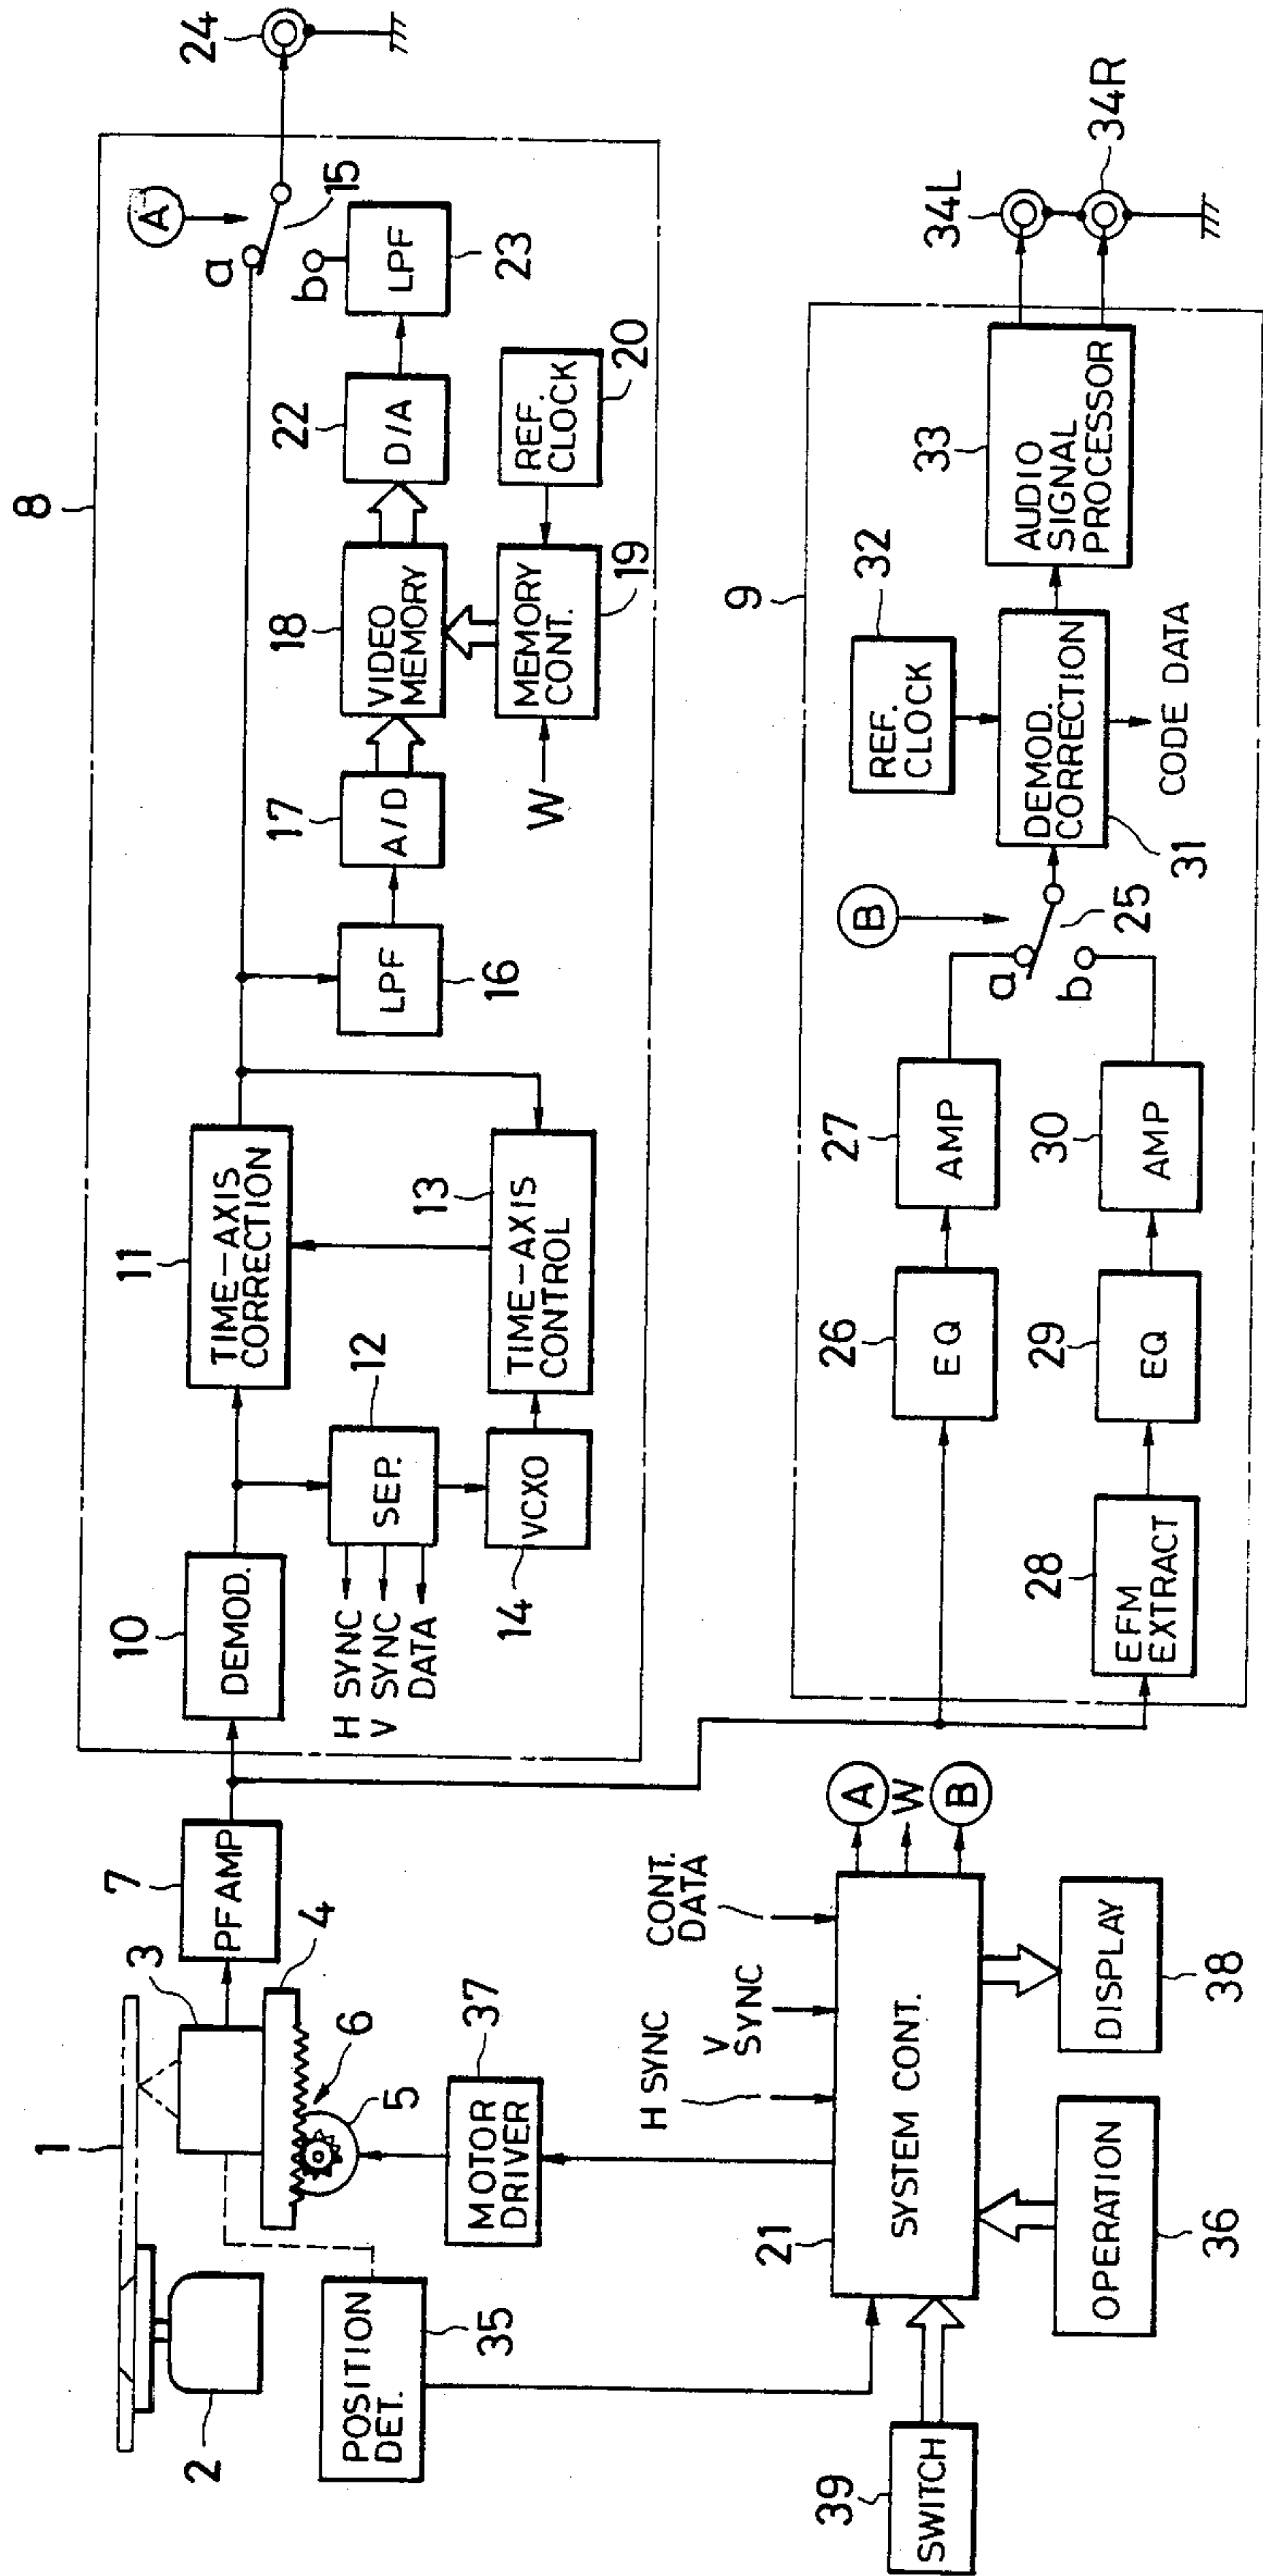 1
2
3
4
5
6
7
PF AMP
37
MOTOR
DRIVER
35
POSITION
DET.
39
SWITCH
21
SYSTEM CONT.
H SYNC
V
SYNC
CONT.
DATA
A
W
B
36
OPERATION
38
DISPLAY
8
10
DEMOD.
11
TIME-AXIS
CORRECTION
12
SEP.
H SYNC
V SYNC
DATA
13
TIME-AXIS
CONTROL
14
VCXO
16
LPF
17
A/D
18
VIDEO
MEMORY
W
19
MEMORY
CONT.
20
REF.
CLOCK
22
D/A
23
LPF
A
a
b
15
24
9
26
EQ
27
AMP
28
EFM
EXTRACT
29
EQ
30
AMP
B
a
b
25
31
DEMOD.
CORRECTION
CODE DATA
32
REF.
CLOCK
33
AUDIO
SIGNAL
PROCESSOR
34L
34R